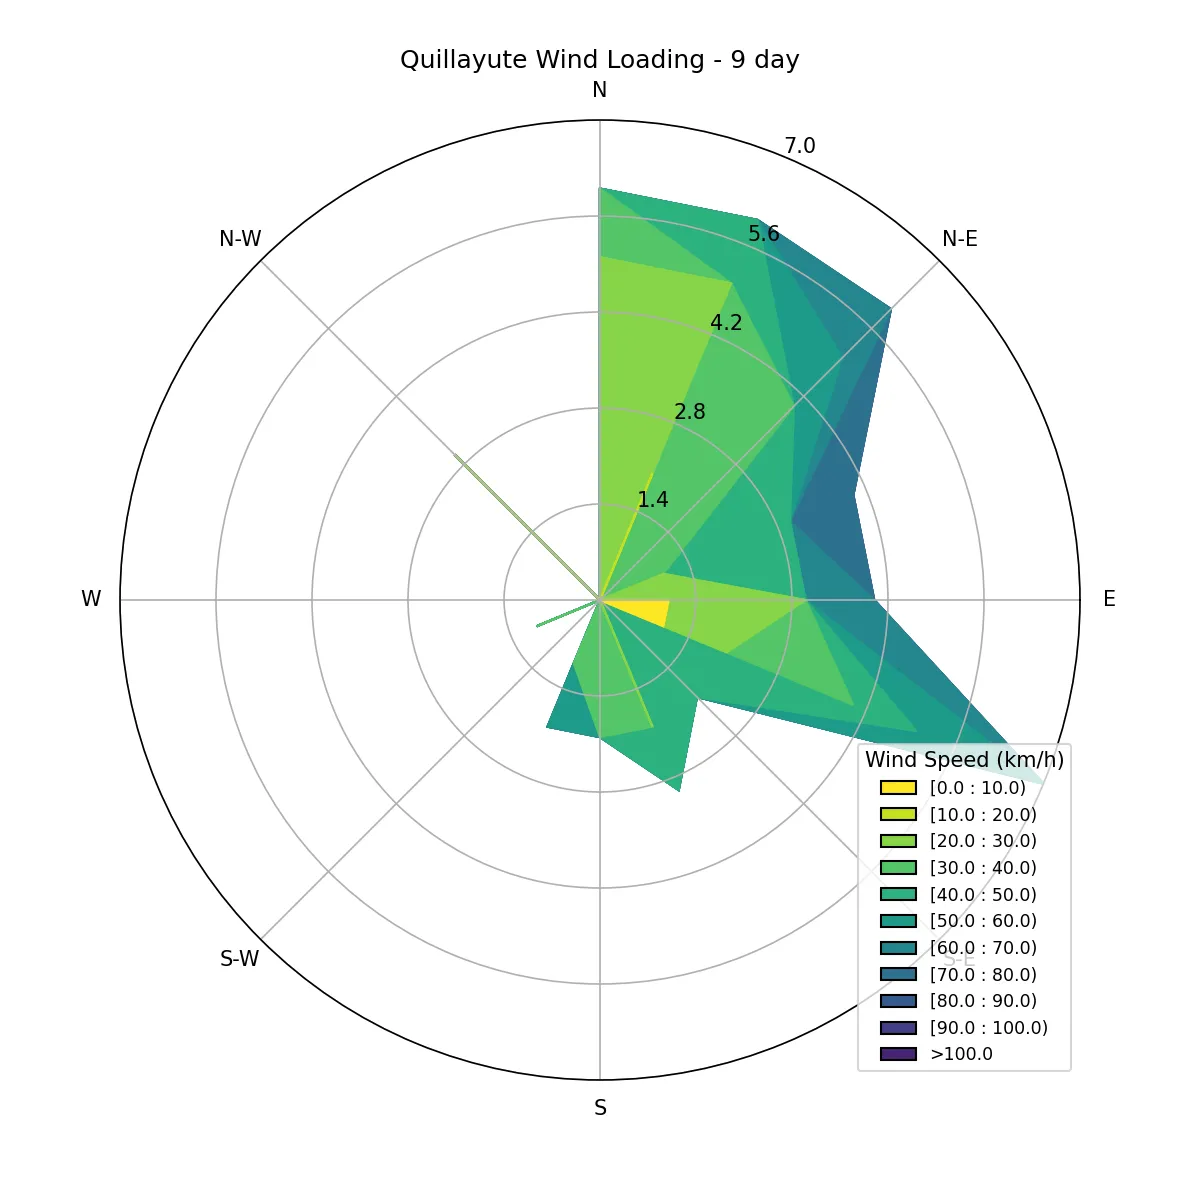 Quillayute Wind Loading - 9 day
N
7.0
N-W
5.6
N-E
4.2
2.8
1.4
W
E
Wind Speed (km/h)
[0.0 : 10.0)
[10.0 : 20.0)
[20.0 : 30.0)
[30.0 : 40.0)
[40.0 : 50.0)
[50.0 : 60.0)
[60.0 : 70.0)
[70.0 : 80.0)
[80.0 : 90.0)
[90.0 : 100.0)
>100.0
S-W
S-E
S